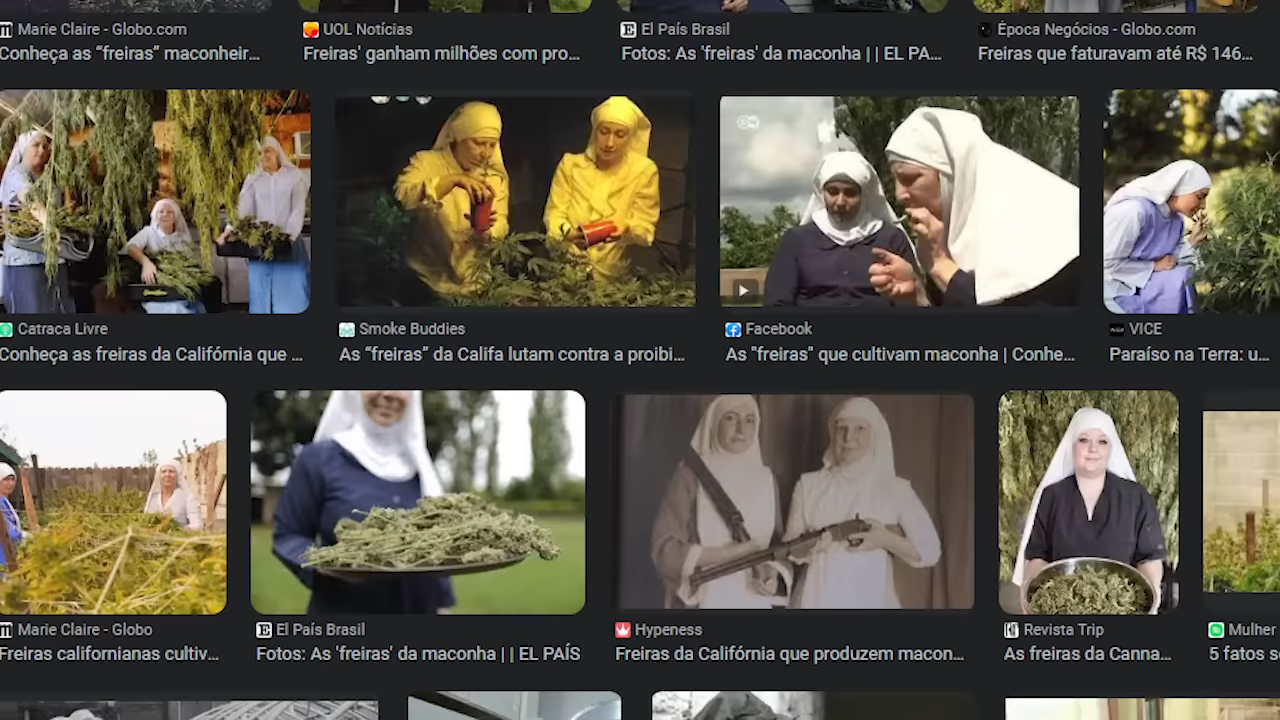 Marie Claire - Globo.com
Conheça as “freiras” maconheir...
UOL Notícias
Freiras' ganham milhões com pro...
El País Brasil
Fotos: As 'freiras' da maconha | | EL PA...
Época Negócios - Globo.com
Freiras que faturavam até R$ 146...
Catraca Livre
Conheça as freiras da Califórnia que ...
Smoke Buddies
As “freiras” da Califa lutam contra a proibi...
Facebook
As "freiras" que cultivam maconha | Conhe...
VICE
Paraíso na Terra: u...
Marie Claire - Globo
Freiras californianas cultiv...
El País Brasil
Fotos: As 'freiras' da maconha | | EL PAÍS
Hypeness
Freiras da Califórnia que produzem macon...
Revista Trip
As freiras da Canna...
Mulher
5 fatos s